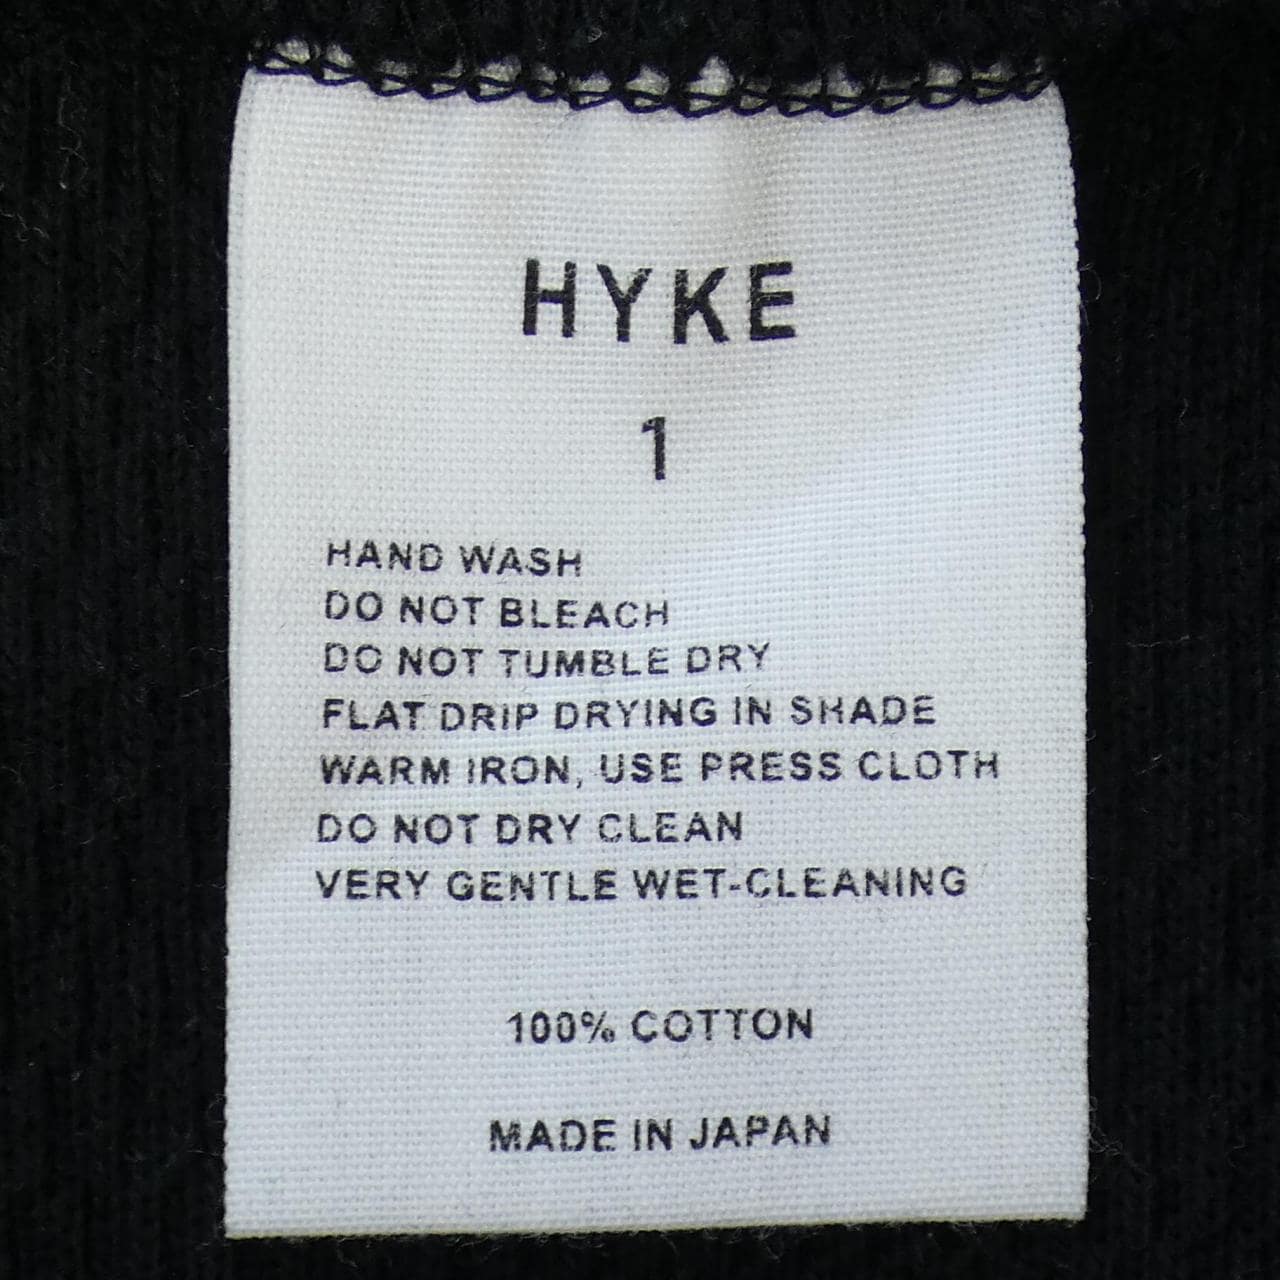 HYKE
1
HAND WASH
DO NOT BLEACH
DO NOT TUMBLE DRY
FLAT DRIP DRYING IN SHADE
WARM IRON, USE PRESS CLOTH
DO NOT DRY CLEAN
VERY GENTLE WET-CLEANING
100% COTTON
MADE IN JAPAN